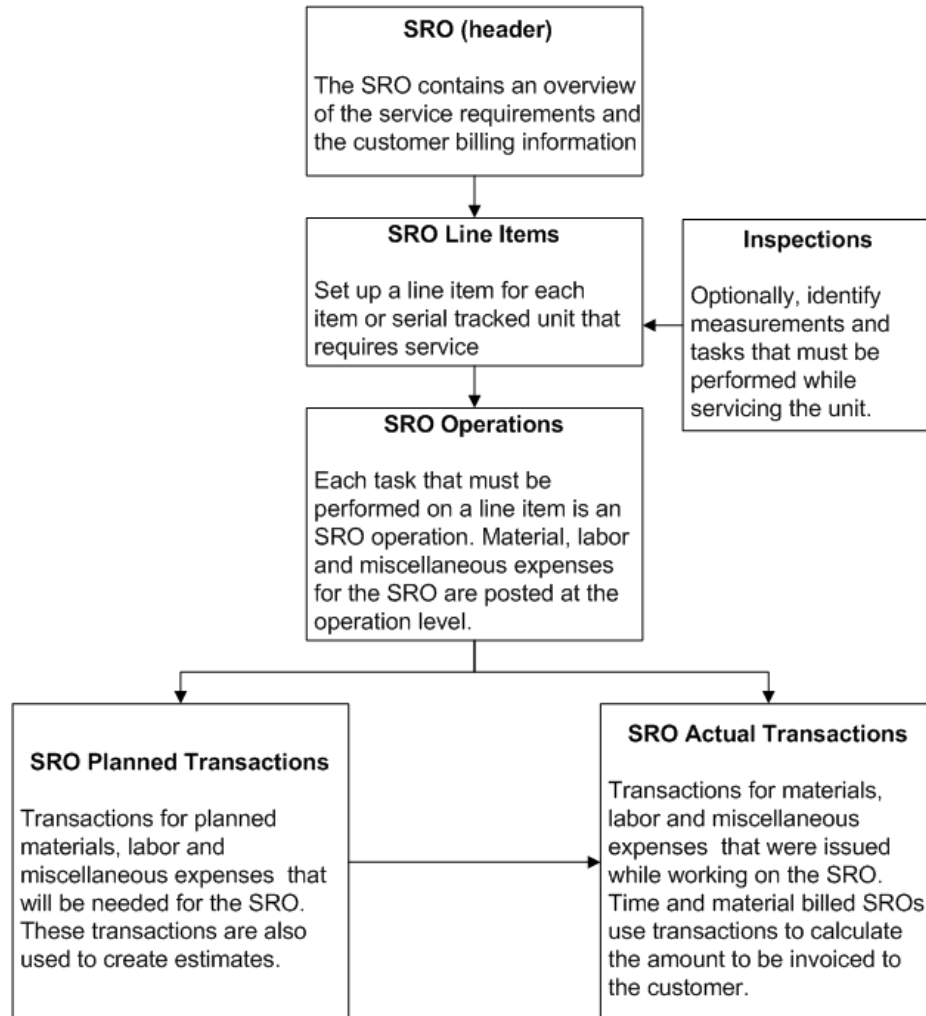 SRO (header)
The SRO contains an overview
of the service requirements and
the customer billing information
SRO Line Items
Set up a line item for each
item or serial tracked unit that
requires service
Inspections
Optionally, identify
measurements and
tasks that must be
performed while
servicing the unit.
SRO Operations
Each task that must be
performed on a line item is an
SRO operation. Material, labor
and miscellaneous expenses
for the SRO are posted at the
operation level.
SRO Planned Transactions
Transactions for planned
materials, labor and
miscellaneous expenses that
will be needed for the SRO.
These transactions are also
used to create estimates.
SRO Actual Transactions
Transactions for materials,
labor and miscellaneous
expenses that were issued
while working on the SRO.
Time and material billed SROs
use transactions to calculate
the amount to be invoiced to
the customer.